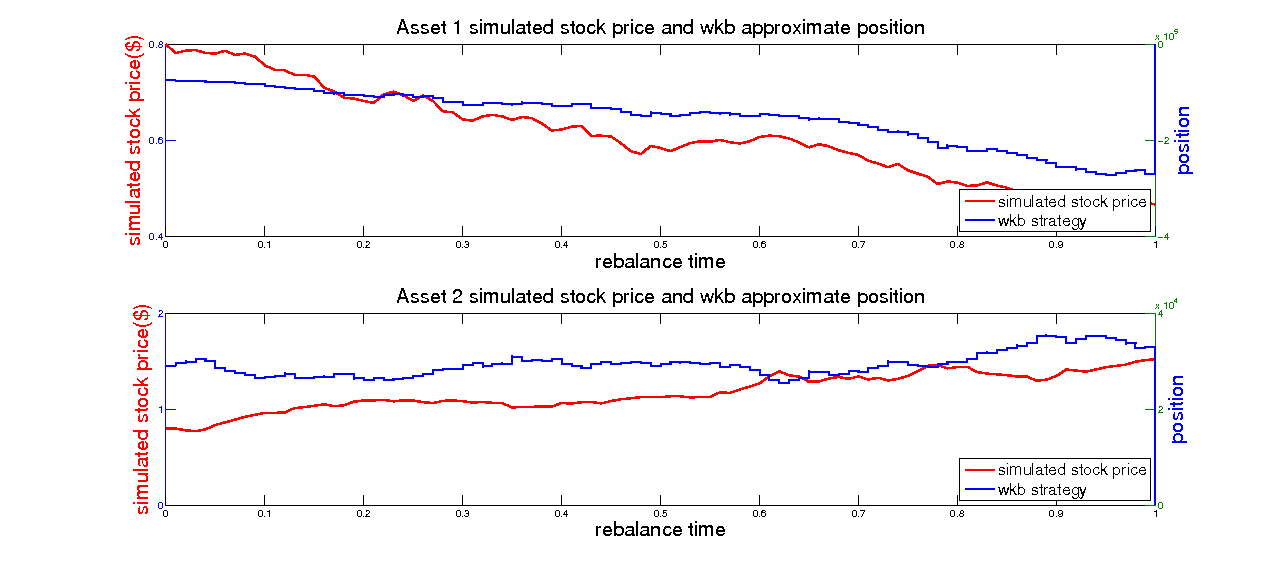 Asset 1 simulated stock price and wkb approximate position
x 10^5
simulated stock price($)
0.8
0.6
0.4
0
-2
-4
position
simulated stock price
wkb strategy
0 0.1 0.2 0.3 0.4 0.5 0.6 0.7 0.8 0.9 1
rebalance time
Asset 2 simulated stock price and wkb approximate position
x 10^4
simulated stock price($)
2
1
0
4
2
0
position
simulated stock price
wkb strategy
0 0.1 0.2 0.3 0.4 0.5 0.6 0.7 0.8 0.9 1
rebalance time